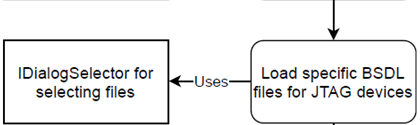 IDialogSelector for
selecting files
Uses
Load specific BSDL
files for JTAG devices